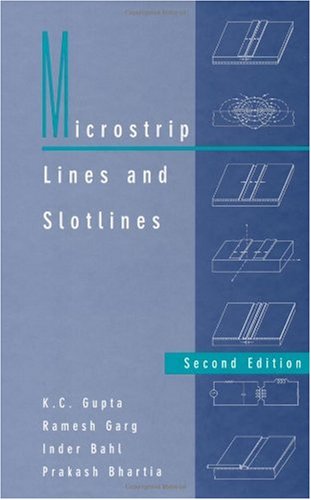 Microstrip
Lines and
Slotlines
Second Edition
K.C. Gupta
Ramesh Garg
Inder Bahl
Prakash Bhartia